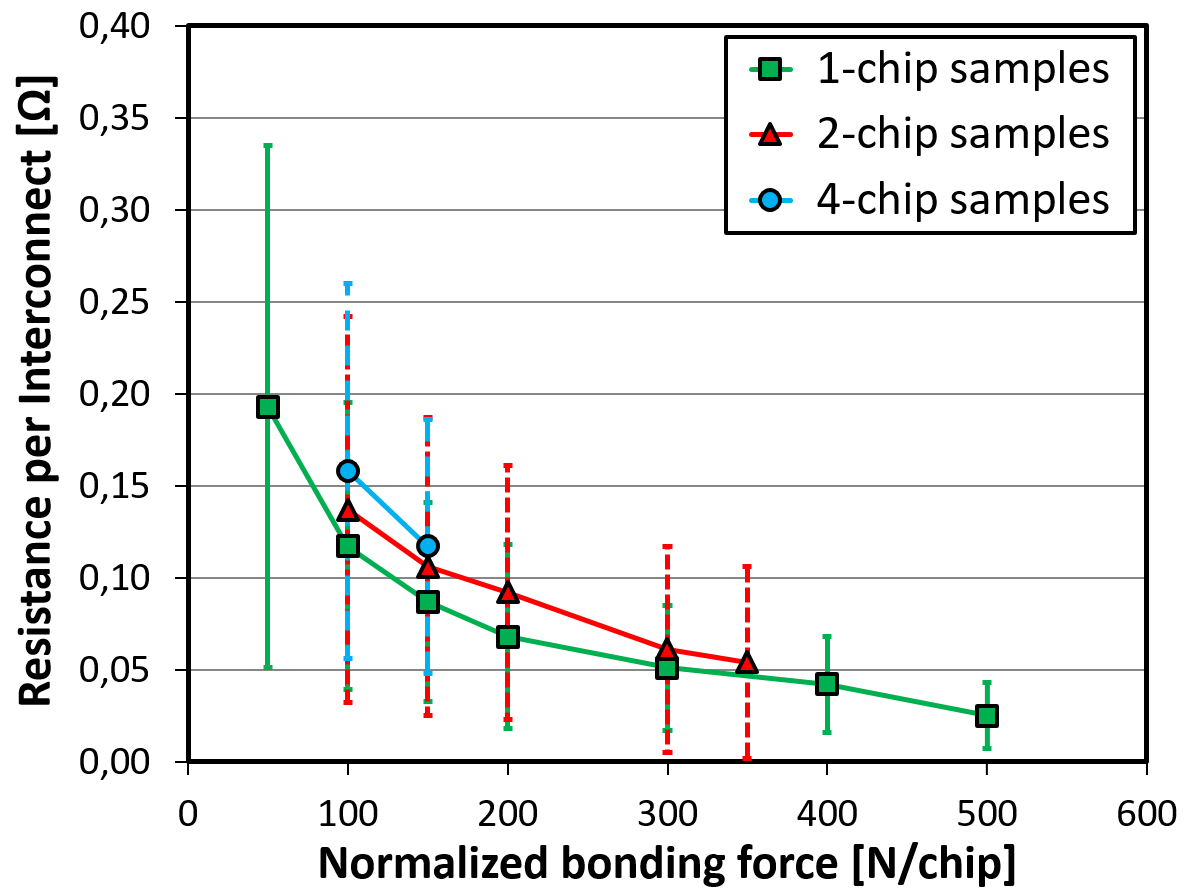 0,40
0,35
0,30
0,25
0,20
0,15
0,10
0,05
0,00
Resistance per Interconnect [Ω]
1-chip samples
2-chip samples
4-chip samples
0 100 200 300 400 500 600
Normalized bonding force [N/chip]